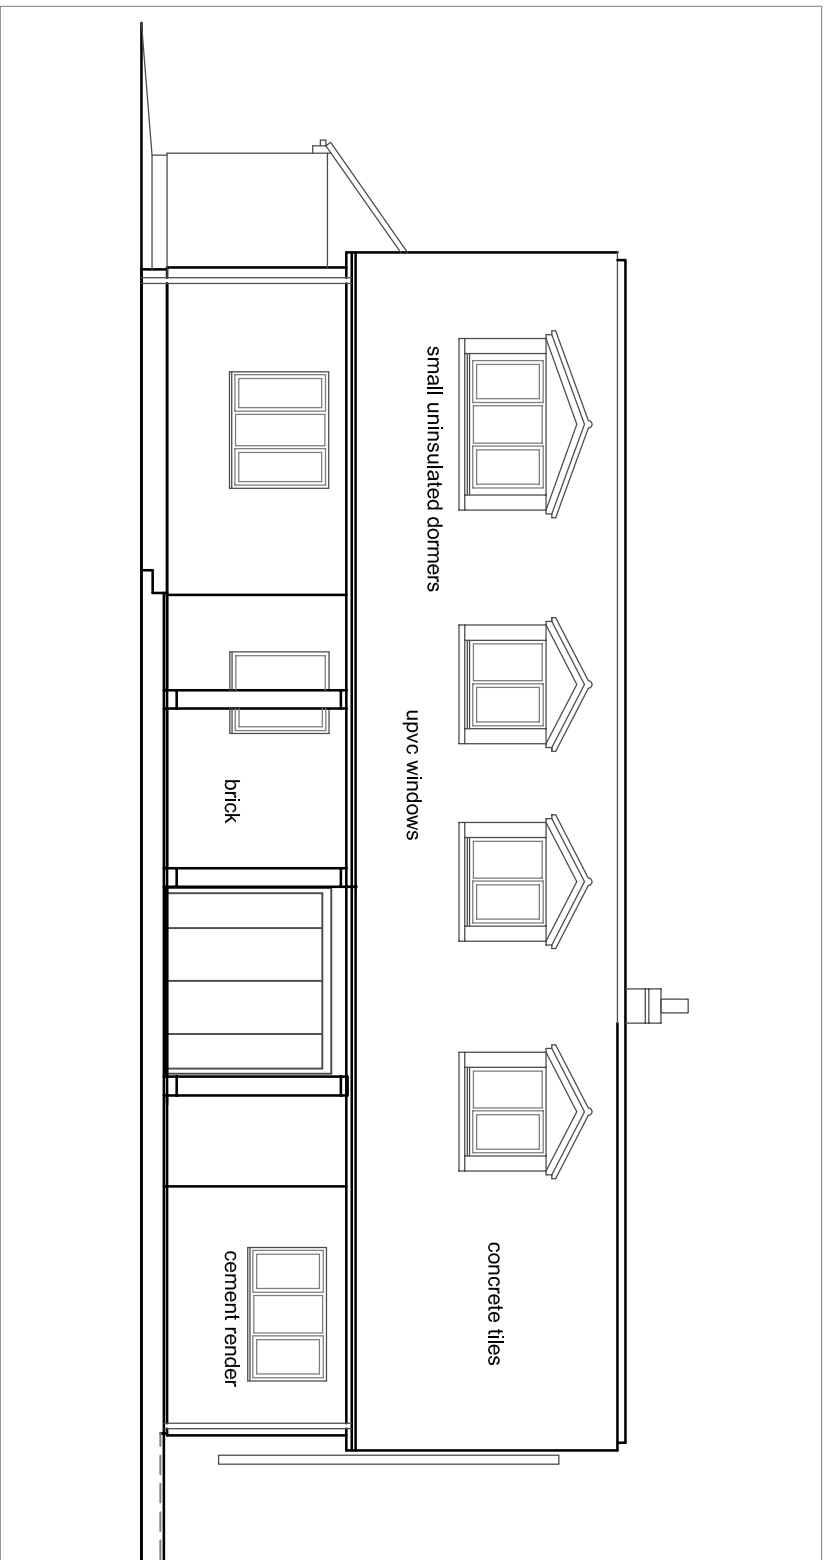 small uninsulated dormers
upvc windows
concrete tiles
brick
cement render